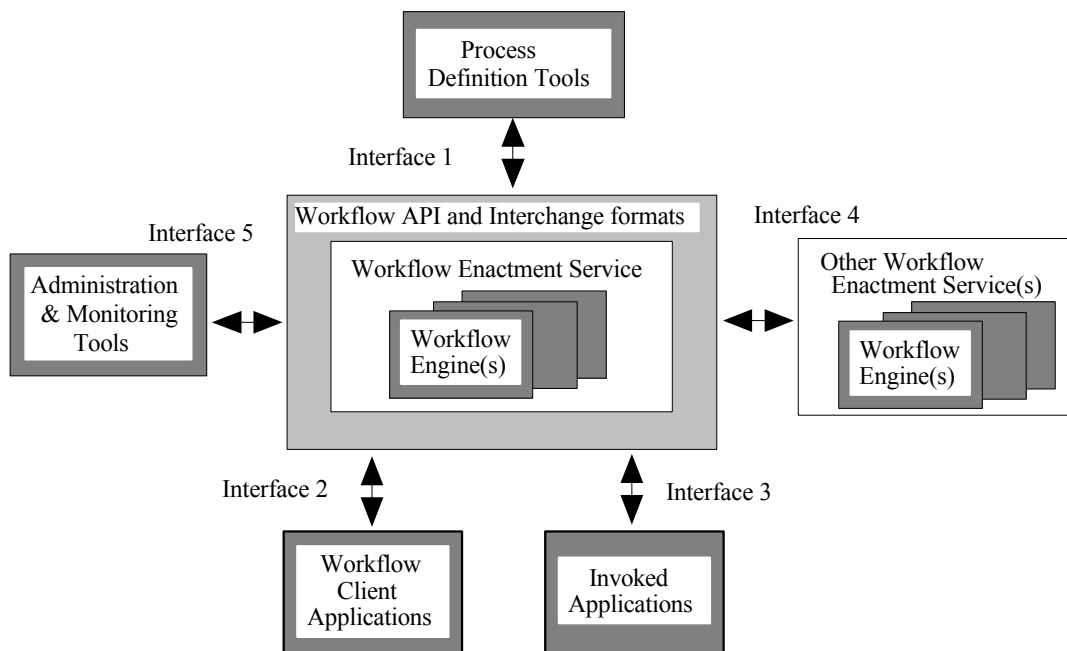 Process
Definition Tools
Interface 1
Workflow API and Interchange formats
Interface 4
Interface 5
Workflow Enactment Service
Other Workflow
Enactment Service(s)
Administration
& Monitoring
Tools
Workflow
Engine(s)
Workflow
Engine(s)
Interface 2
Interface 3
Workflow
Client
Applications
Invoked
Applications